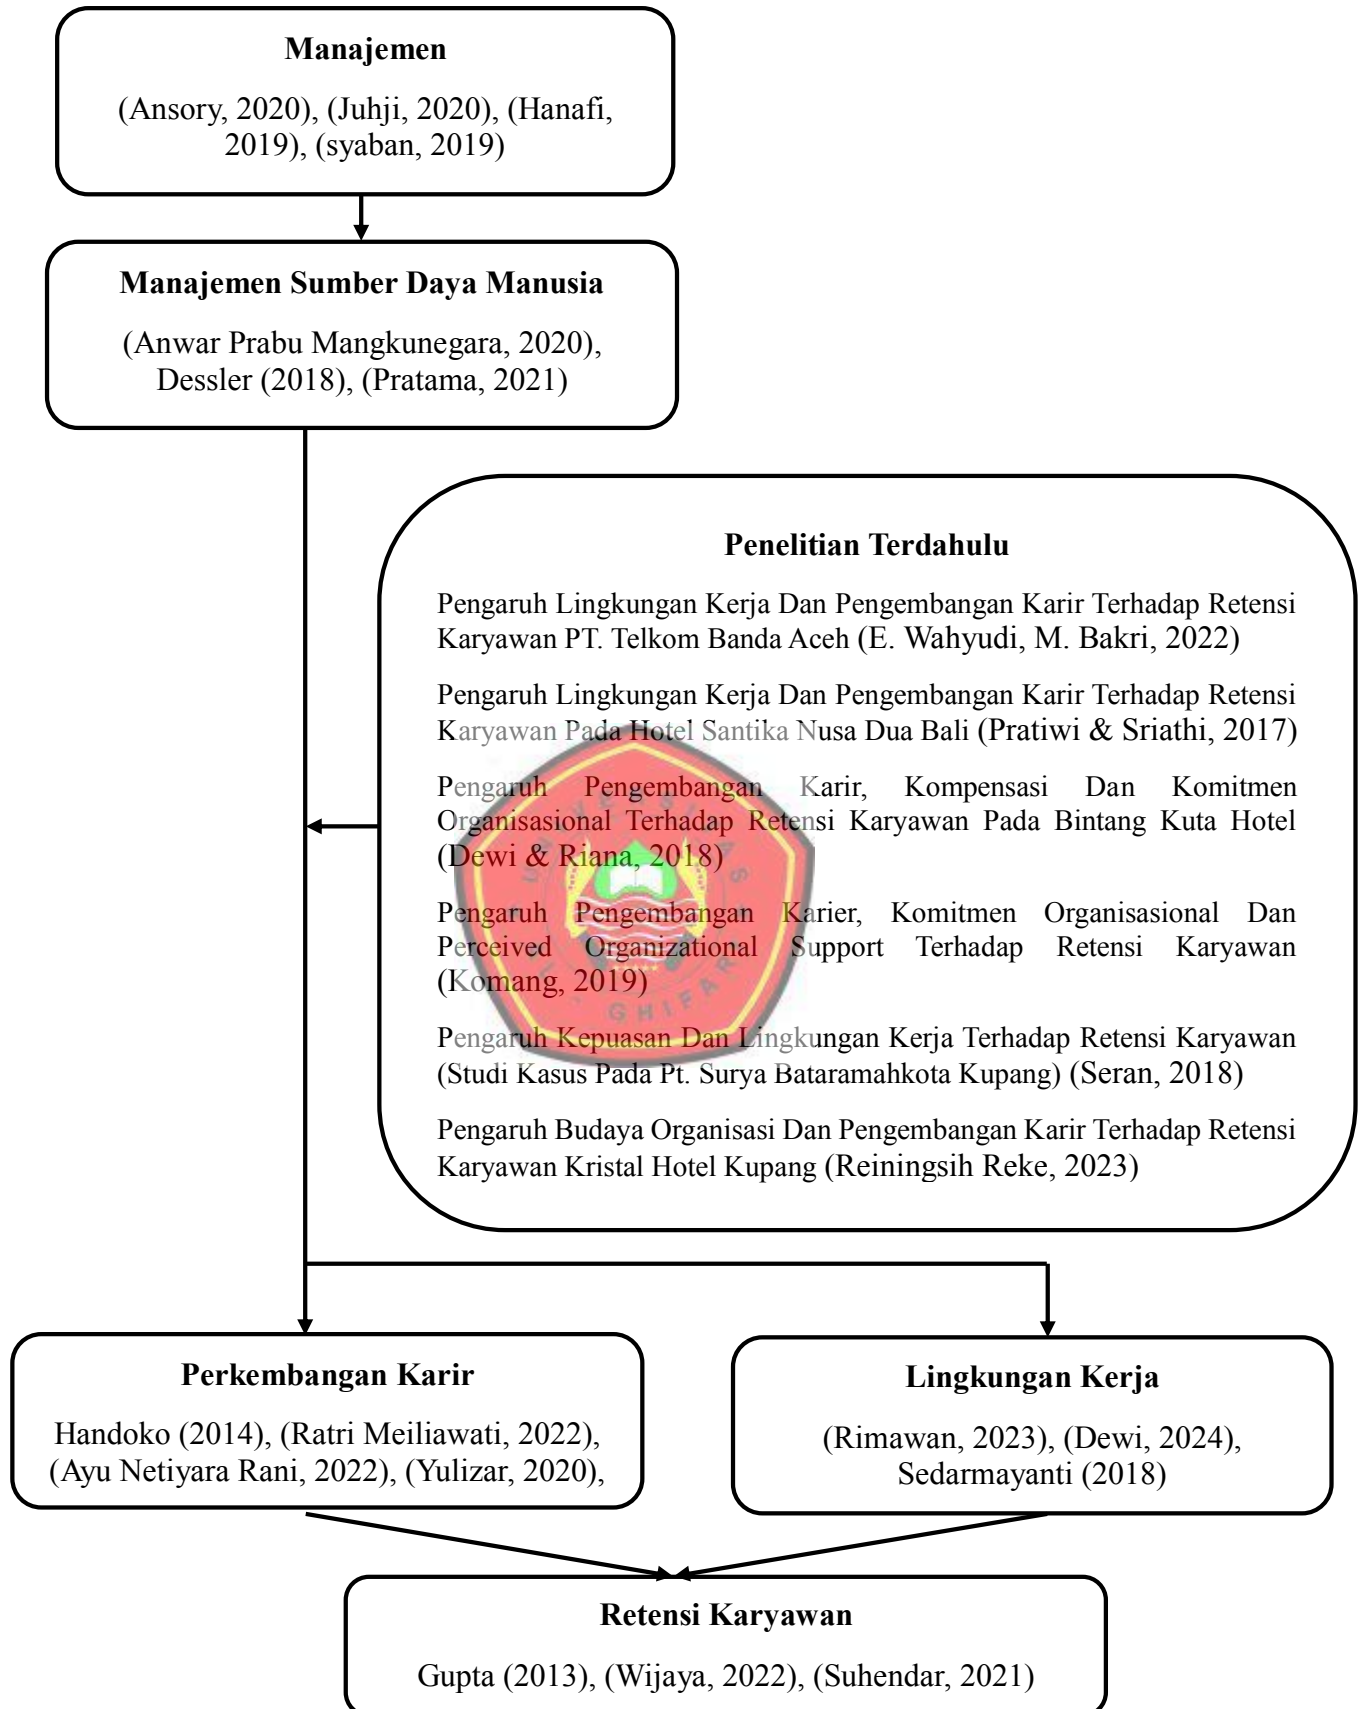 Manajemen
(Ansory, 2020), (Juhji, 2020), (Hanafi,
2019), (syaban, 2019)
Manajemen Sumber Daya Manusia
(Anwar Prabu Mangkunegara, 2020),
Dessler (2018), (Pratama, 2021)
Penelitian Terdahulu
Pengaruh Lingkungan Kerja Dan Pengembangan Karir Terhadap Retensi
Karyawan PT. Telkom Banda Aceh (E. Wahyudi, M. Bakri, 2022)
Pengaruh Lingkungan Kerja Dan Pengembangan Karir Terhadap Retensi
Karyawan Pada Hotel Santika Nusa Dua Bali (Pratiwi & Sriathi, 2017)
Pengaruh Pengembangan Karir, Kompensasi Dan Komitmen
Organisasional Terhadap Retensi Karyawan Pada Bintang Kuta Hotel
(Dewi & Riana, 2018)
Pengaruh Pengembangan Karier, Komitmen Organisasional Dan
Perceived Organizational Support Terhadap Retensi Karyawan
(Komang, 2019)
Pengaruh Kepuasan Dan Lingkungan Kerja Terhadap Retensi Karyawan
(Studi Kasus Pada Pt. Surya Bataramahkota Kupang) (Seran, 2018)
Pengaruh Budaya Organisasi Dan Pengembangan Karir Terhadap Retensi
Karyawan Kristal Hotel Kupang (Reiningsih Reke, 2023)
Perkembangan Karir
Handoko (2014), (Ratri Meiliawati, 2022),
(Ayu Netiyara Rani, 2022), (Yulizar, 2020),
Lingkungan Kerja
(Rimawan, 2023), (Dewi, 2024),
Sedarmayanti (2018)
Retensi Karyawan
Gupta (2013), (Wijaya, 2022), (Suhendar, 2021)